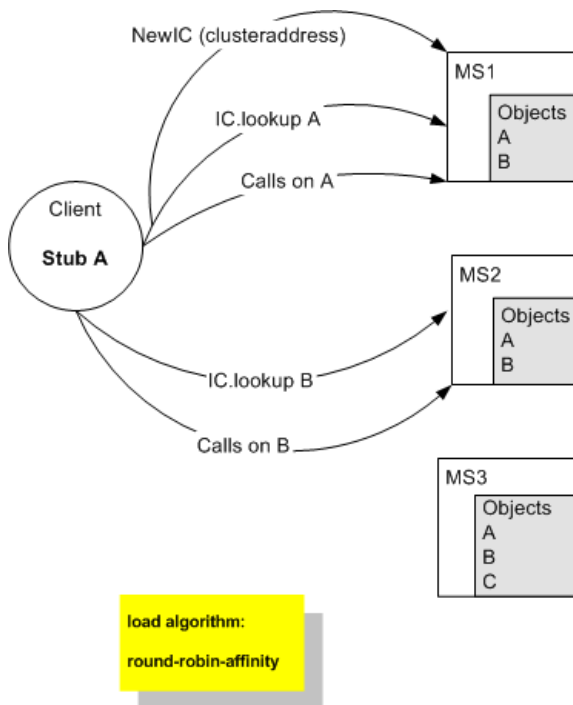 NewIC (clusteraddress)
MS1
Objects
A
B
IC.lookup A
Calls on A
Client
Stub A
MS2
Objects
A
B
IC.lookup B
Calls on B
MS3
Objects
A
B
C
load algorithm:
round-robin-affinity